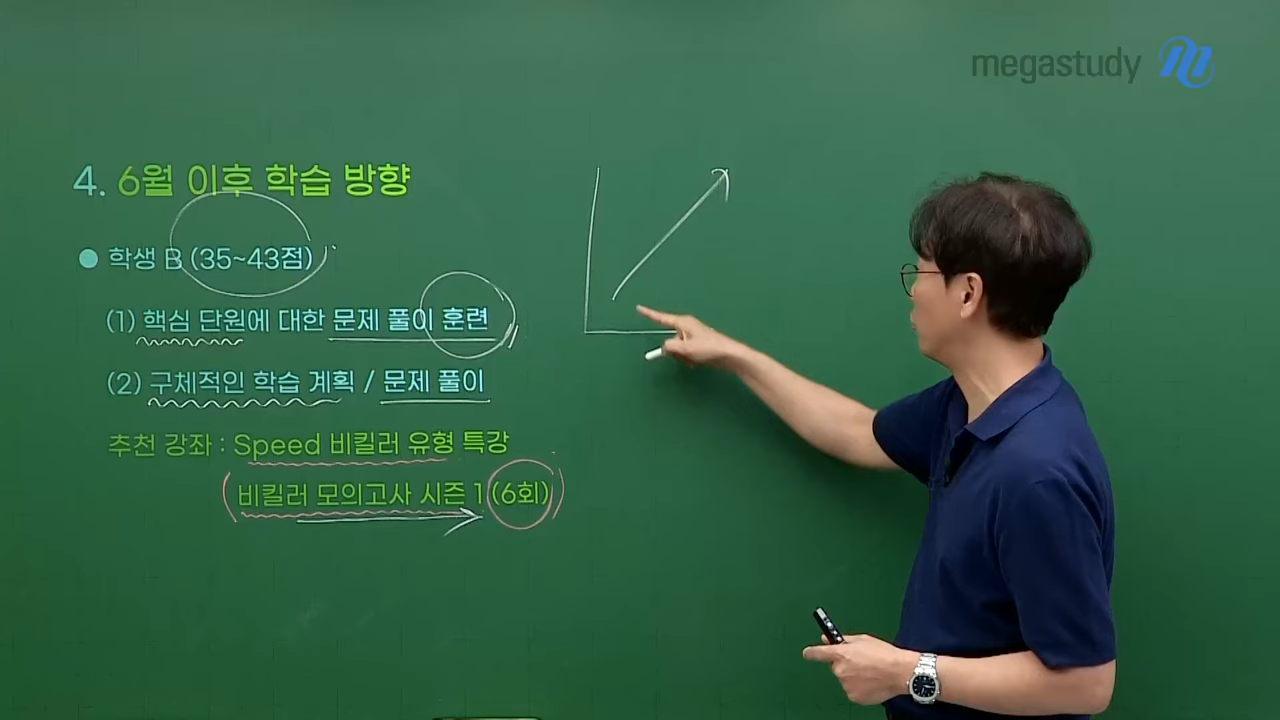 megastudy
4. 6월 이후 학습 방향
● 학생 B (35~43점)
(1) 핵심 단원에 대한 문제 풀이 훈련
(2) 구체적인 학습 계획 / 문제 풀이
추천 강좌 : Speed 비킬러 유형 특강
비킬러 모의고사 시즌 1 (6회)